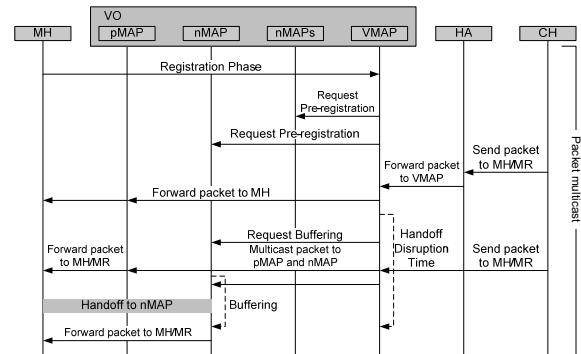 VO
MH
pMAP
nMAP
nMAPs
VMAP
HA
CH
Registration Phase
Request
Pre-registration
Request Pre-registration
Send packet
to MH/MR
Forward packet
to VMAP
Forward packet to MH
Packet multicast
Request Buffering
Handoff
Disruption
Time
Forward packet
to MH/MR
Multicast packet to
pMAP and nMAP
Send packet
to MH/MR
Handoff to nMAP
Buffering
Forward packet to MH/MR